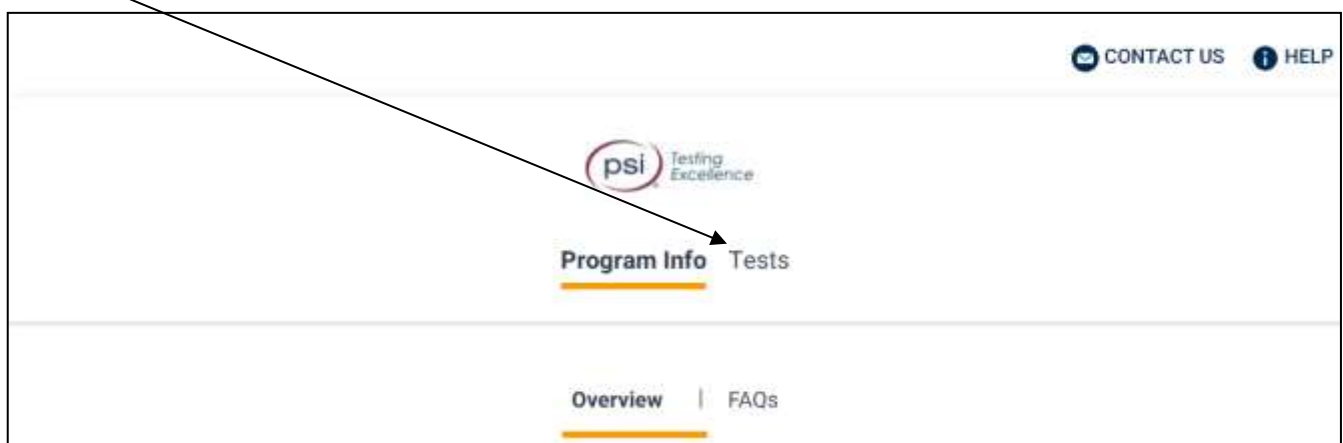 CONTACT US HELP
psi Testing
Excellence
Program Info Tests
Overview | FAQs